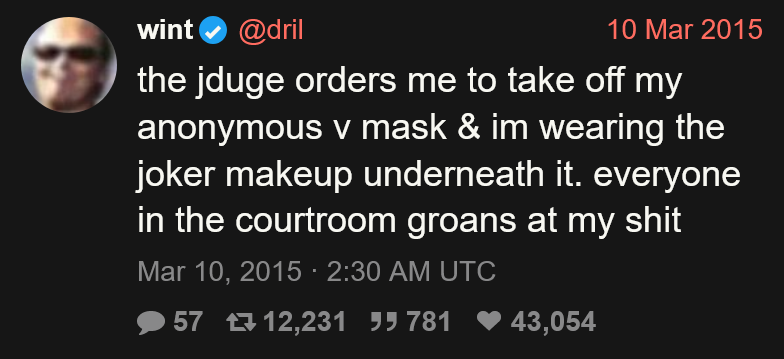 wint @dril 10 Mar 2015
the jduge orders me to take off my
anonymous v mask & im wearing the
joker makeup underneath it. everyone
in the courtroom groans at my shit
Mar 10, 2015 · 2:30 AM UTC
57 12,231 781 43,054